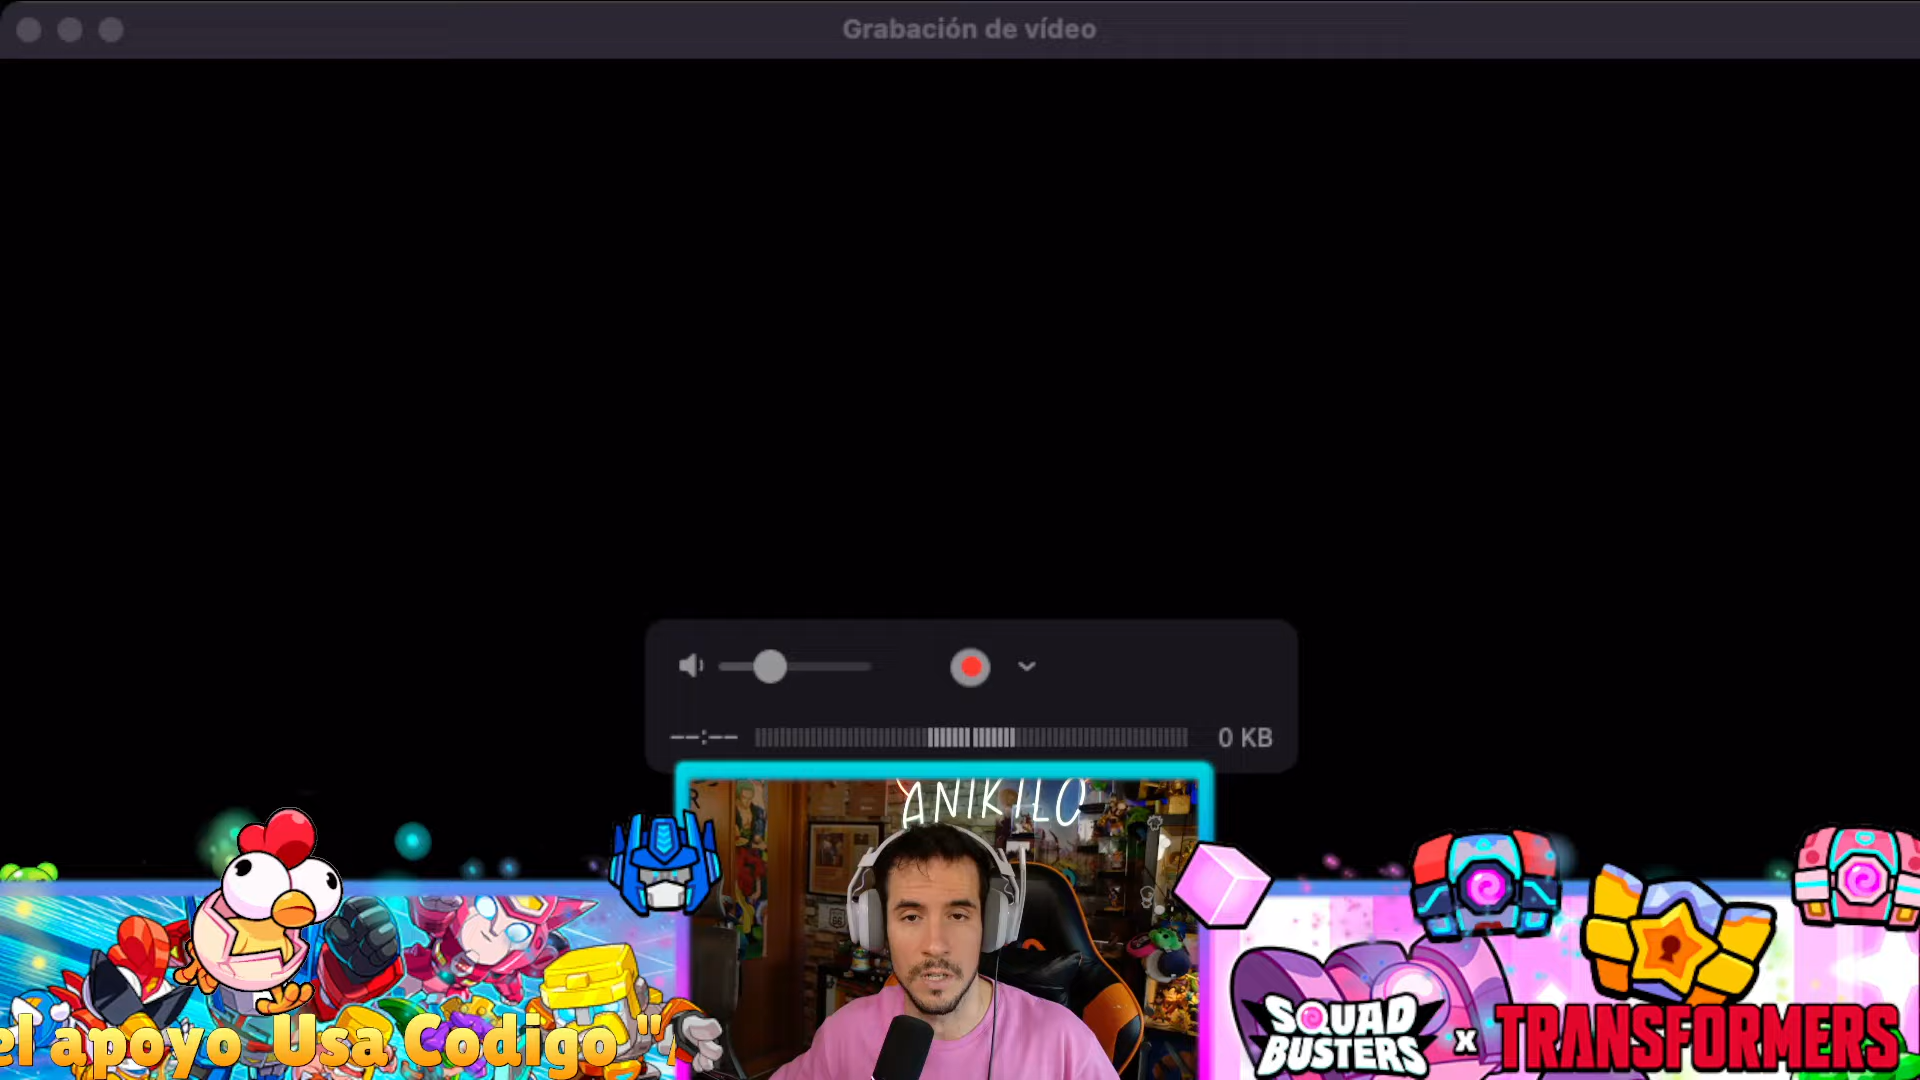 Grabación de vídeo
--:--
0 KB
ANIKILO
el apoyo Usa Codigo "
SQUAD
BUSTERS
x
TRANSFORMERS